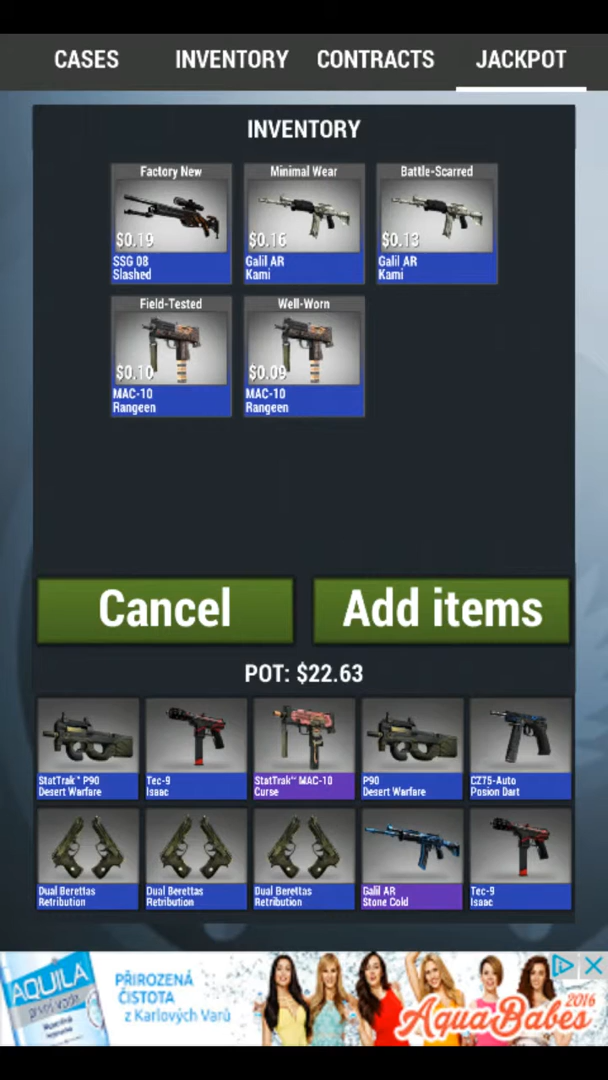 CASES INVENTORY CONTRACTS JACKPOT
INVENTORY
Factory New
$0.19
SSG 08
Slashed
Minimal Wear
$0.16
Galil AR
Kami
Battle-Scarred
$0.13
Galil AR
Kami
Field-Tested
$0.10
MAC-10
Rangeen
Well-Worn
$0.09
MAC-10
Rangeen
Cancel
Add items
POT: $22.63
StatTrak™ P90
Desert Warfare
Tec-9
Isaac
StatTrak™ MAC-10
Curse
P90
Desert Warfare
CZ75-Auto
Posion Dart
Dual Berettas
Retribution
Dual Berettas
Retribution
Dual Berettas
Retribution
Galil AR
Stone Cold
Tec-9
Isaac
AQUILA
první voda
PŘIROZENÁ
ČISTOTA
z Karlových Varů
AquaBabes
2016